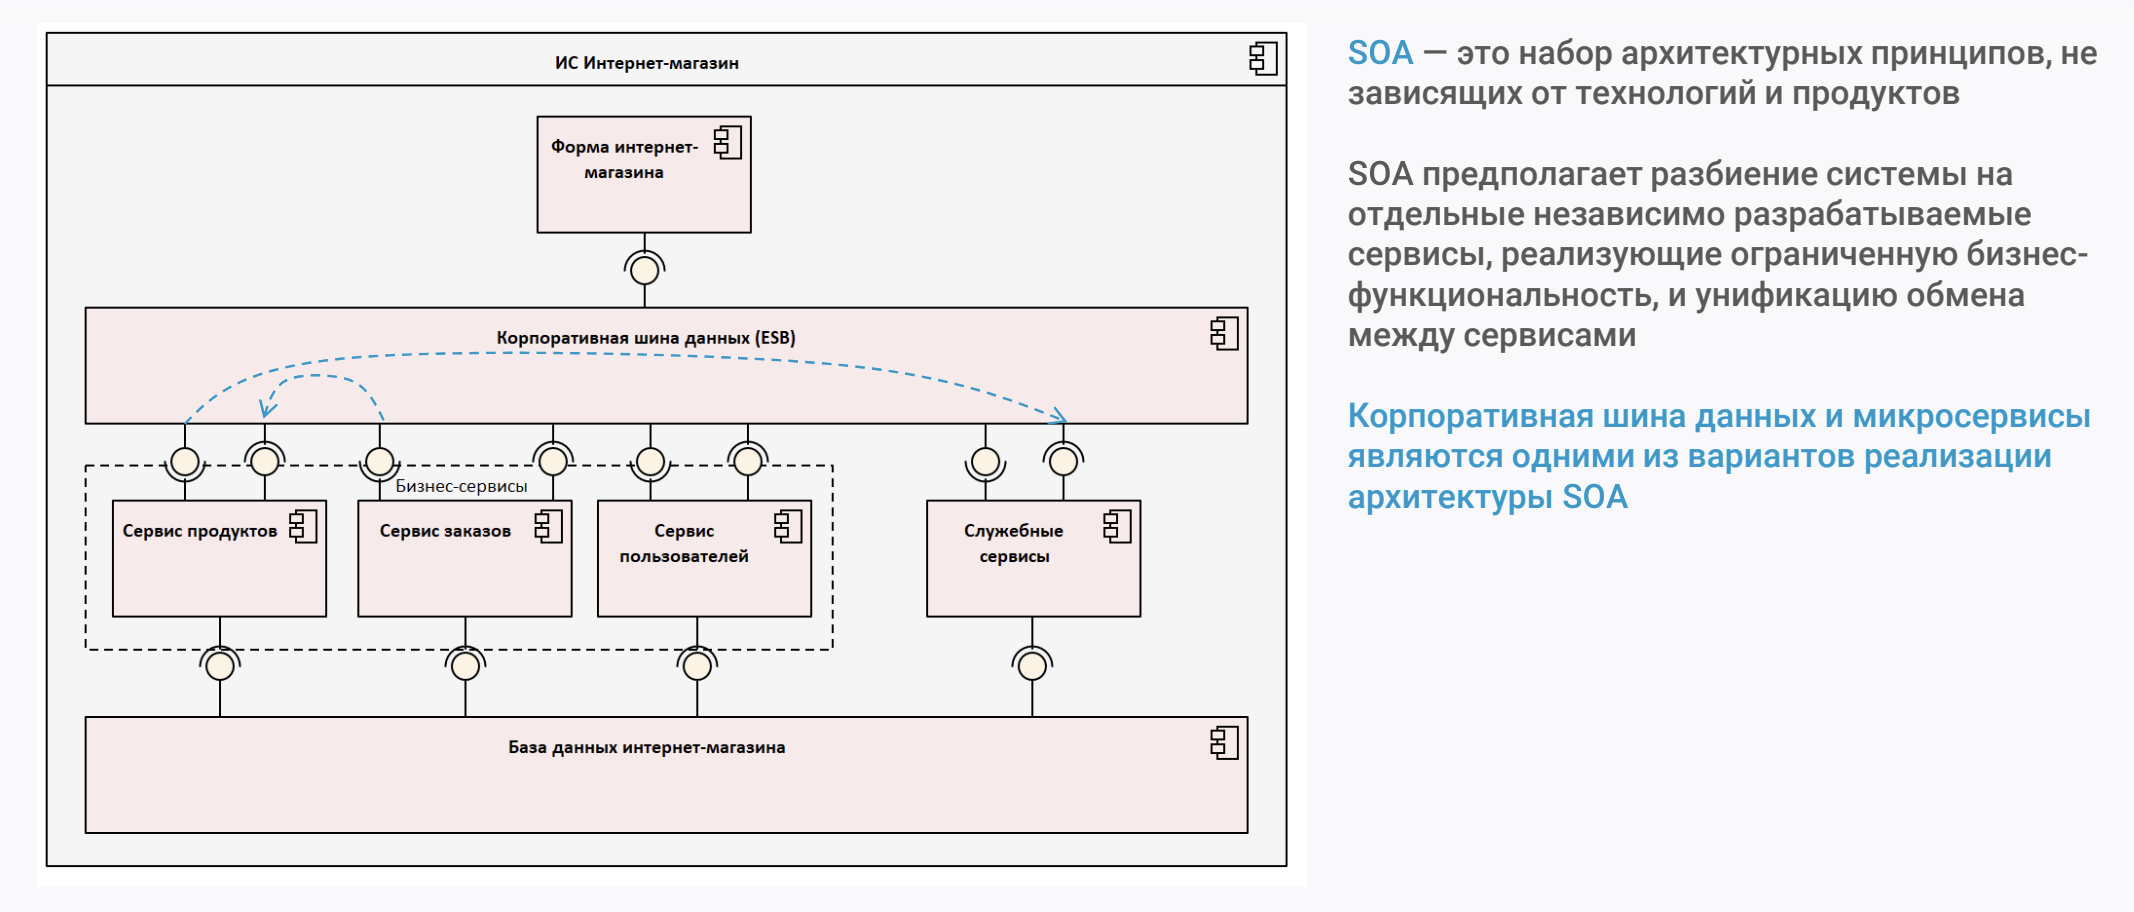 ИС Интернет-магазин
Форма интернет-
магазина
Корпоративная шина данных (ESB)
Бизнес-сервисы
Сервис продуктов
Сервис заказов
Сервис
пользователей
Служебные
сервисы
База данных интернет-магазина
SOA — это набор архитектурных принципов, не
зависящих от технологий и продуктов
SOA предполагает разбиение системы на
отдельные независимо разрабатываемые
сервисы, реализующие ограниченную бизнес-
функциональность, и унификацию обмена
между сервисами
Корпоративная шина данных и микросервисы
являются одними из вариантов реализации
архитектуры SOA